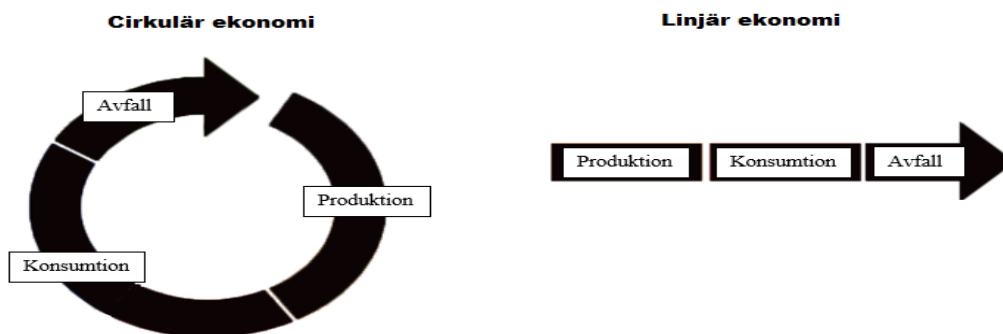 Cirkulär ekonomi
Avfall
Produktion
Konsumtion
Linjär ekonomi
Produktion
Konsumtion
Avfall